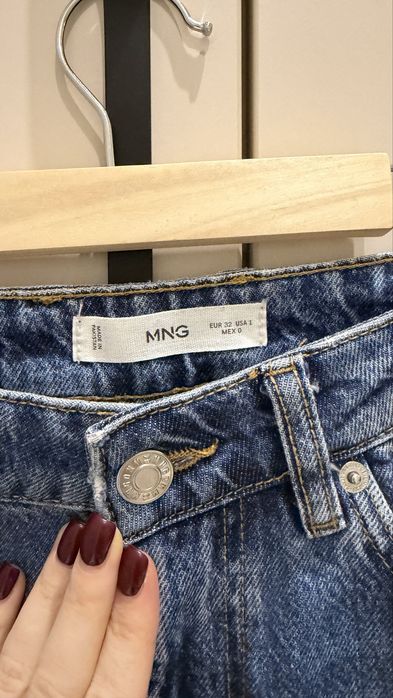 MADE IN
PAKISTAN
MNG
EUR 32 USA 1
MEX 0